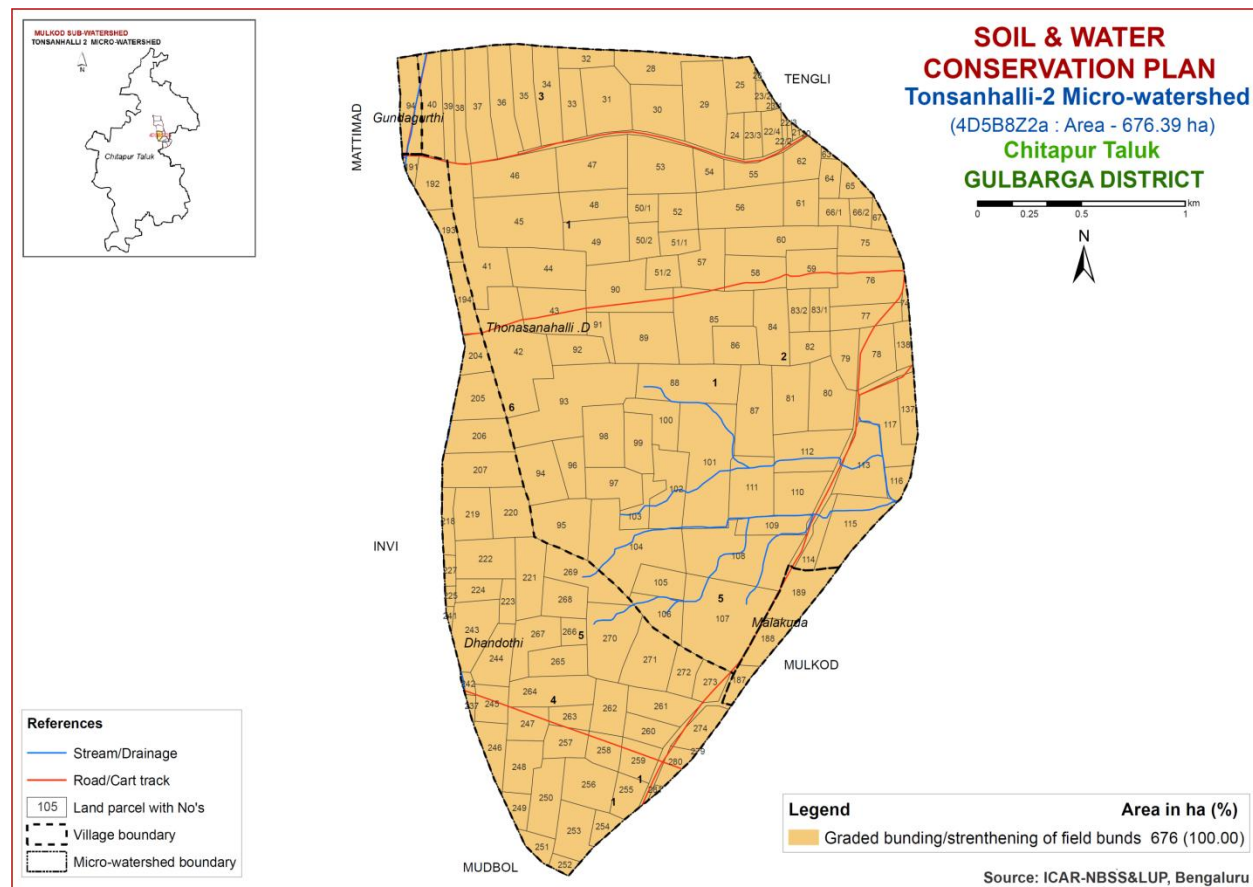 MULKOD SUB-WATERSHED
TONSANHALLI 2 MICRO-WATERSHED
N
Chitapur Taluk
SOIL & WATER
CONSERVATION PLAN
Tonsanhalli-2 Micro-watershed
(4D5B8Z2a : Area - 676.39 ha)
Chitapur Taluk
GULBARGA DISTRICT
km
0 0.25 0.5 1
N
TENGLI
MATTIMAD
INVI
MUDBOL
MULKOD
Gundagurthi
Thonasanahalli .D
Dhandothi
Malakuda
32 28 25
94 40 39 38 37 36 35 34 3 33 31 30 29 23/2
24 23/3 22/4
191 192 46 47 53 54 55 62
64 65
193 45 48 50/1 52 56 61 66/1 66/2 67
1 49 50/2 51/1 60 75
41 44 51/2 57 58 59 76
194 90
43 91 85 84 83/2 83/1 77 74
204 42 92 89 86 2 82 79 78 138
205 6 93 88 1 87 81 80 137
206 98 99 100 117
207 94 96 97 101 112 113 116
102 111 110
218 219 220 95 103 109 115
222 104 108 114
227 221 269 105 189
225 224 223 268 106 5 107
241 243 267 266 5 270 188
244 265 271 272 273 187
242 264 4
237 245 262 261 274
247 263 260 279
246 257 258 259 280
248 256 1 255
249 250 1
253 254
251 252
References
Stream/Drainage
Road/Cart track
105 Land parcel with No's
Village boundary
Micro-watershed boundary
Legend Area in ha (%)
Graded bunding/strenthening of field bunds 676 (100.00)
Source: ICAR-NBSS&LUP, Bengaluru